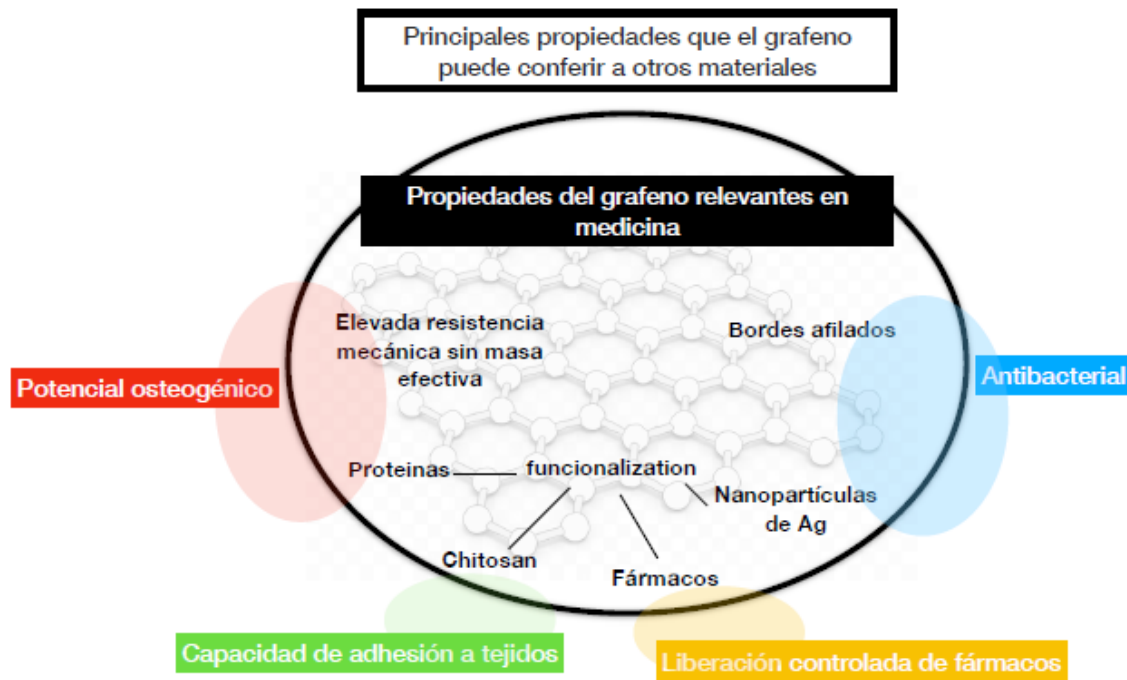 Principales propiedades que el grafeno
puede conferir a otros materiales
Propiedades del grafeno relevantes en
medicina
Elevada resistencia
mecánica sin masa
efectiva
Bordes afilados
Potencial osteogénico
Antibacterial
Proteinas
funcionalization
Nanopartículas
de Ag
Chitosan
Fármacos
Capacidad de adhesión a tejidos
Liberación controlada de fármacos